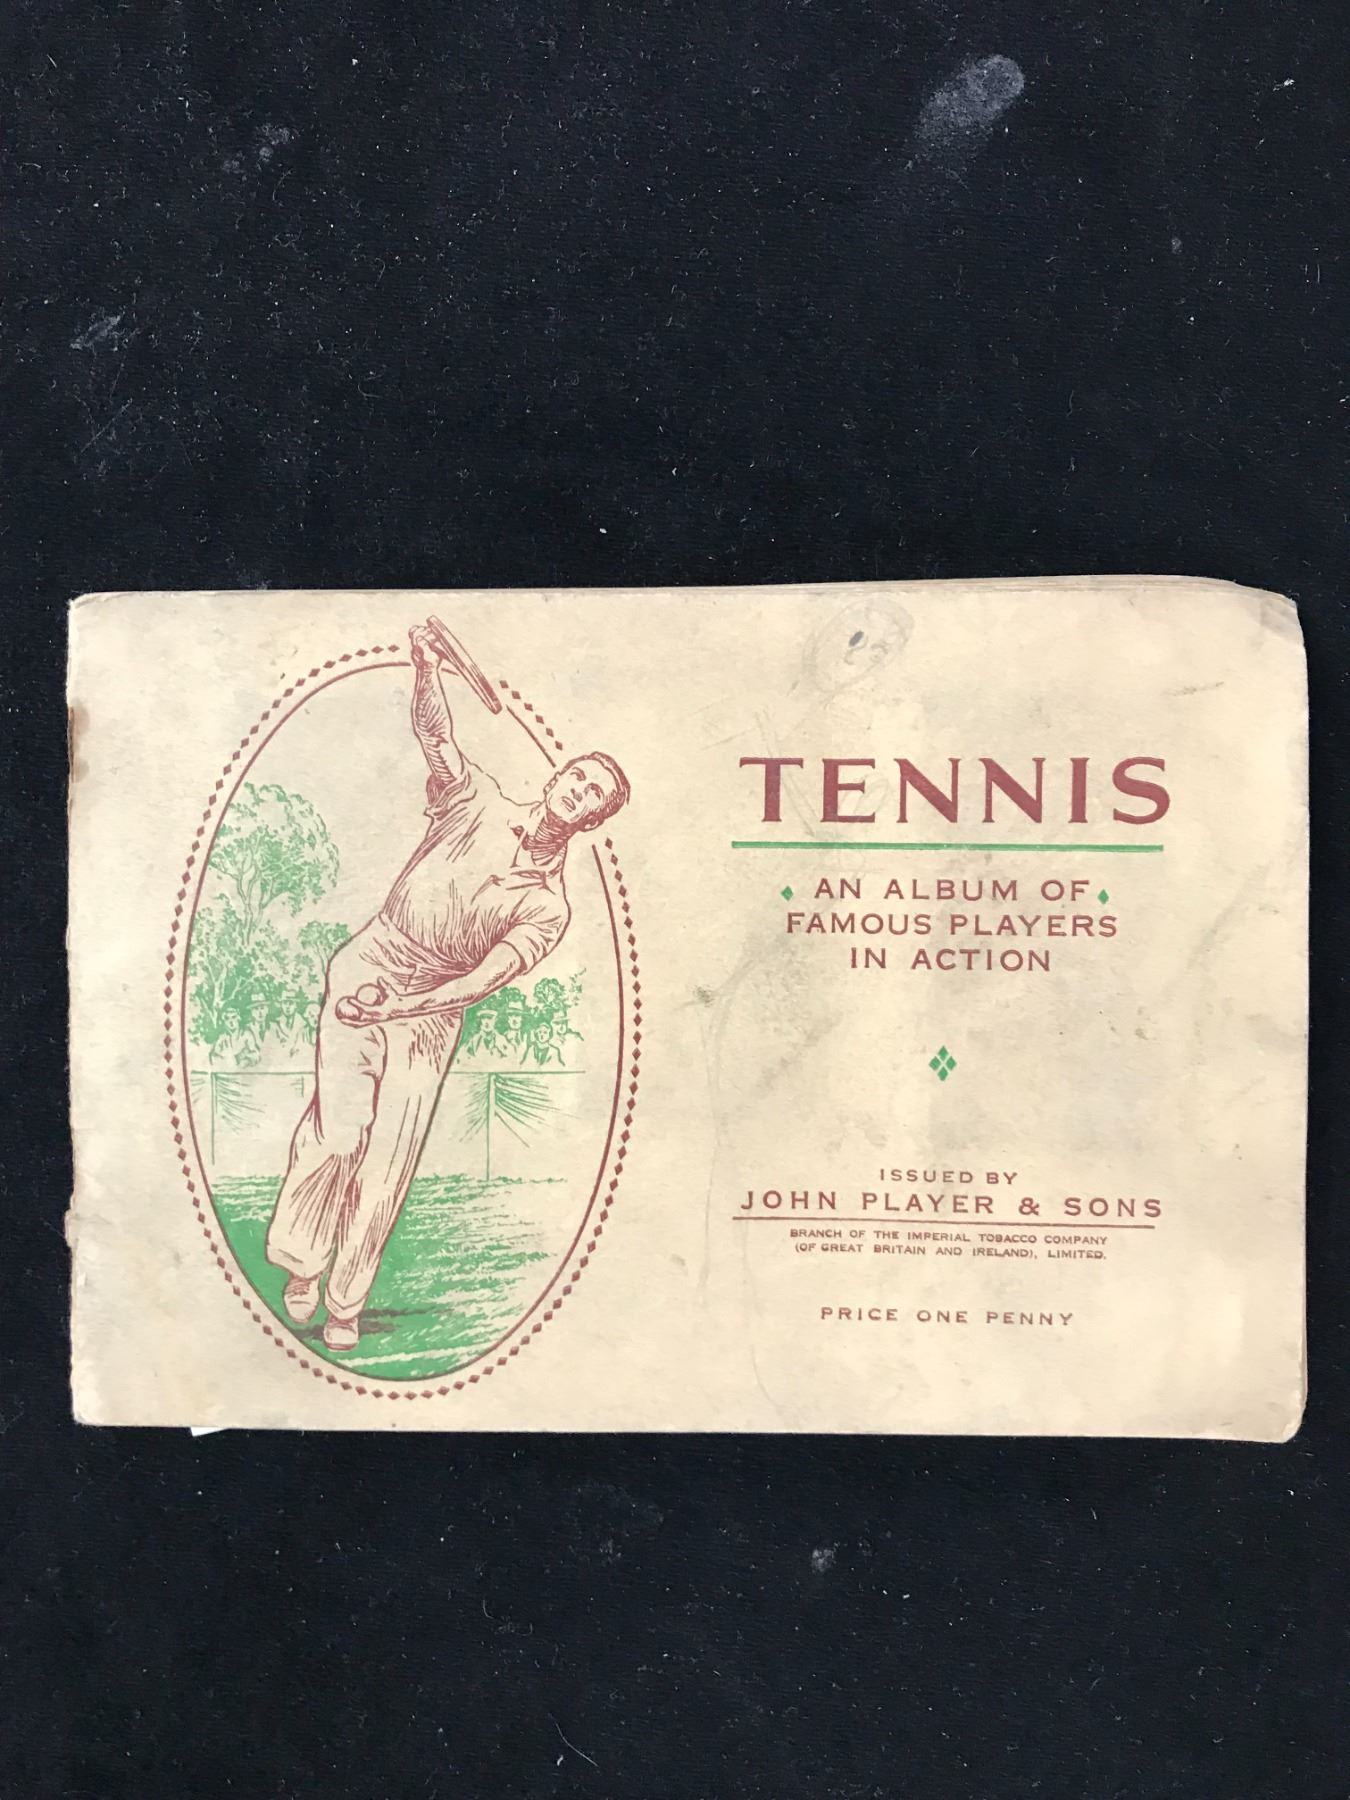 TENNIS
AN ALBUM OF
FAMOUS PLAYERS
IN ACTION
ISSUED BY
JOHN PLAYER & SONS
BRANCH OF THE IMPERIAL TOBACCO COMPANY
(OF GREAT BRITAIN AND IRELAND), LIMITED.
PRICE ONE PENNY